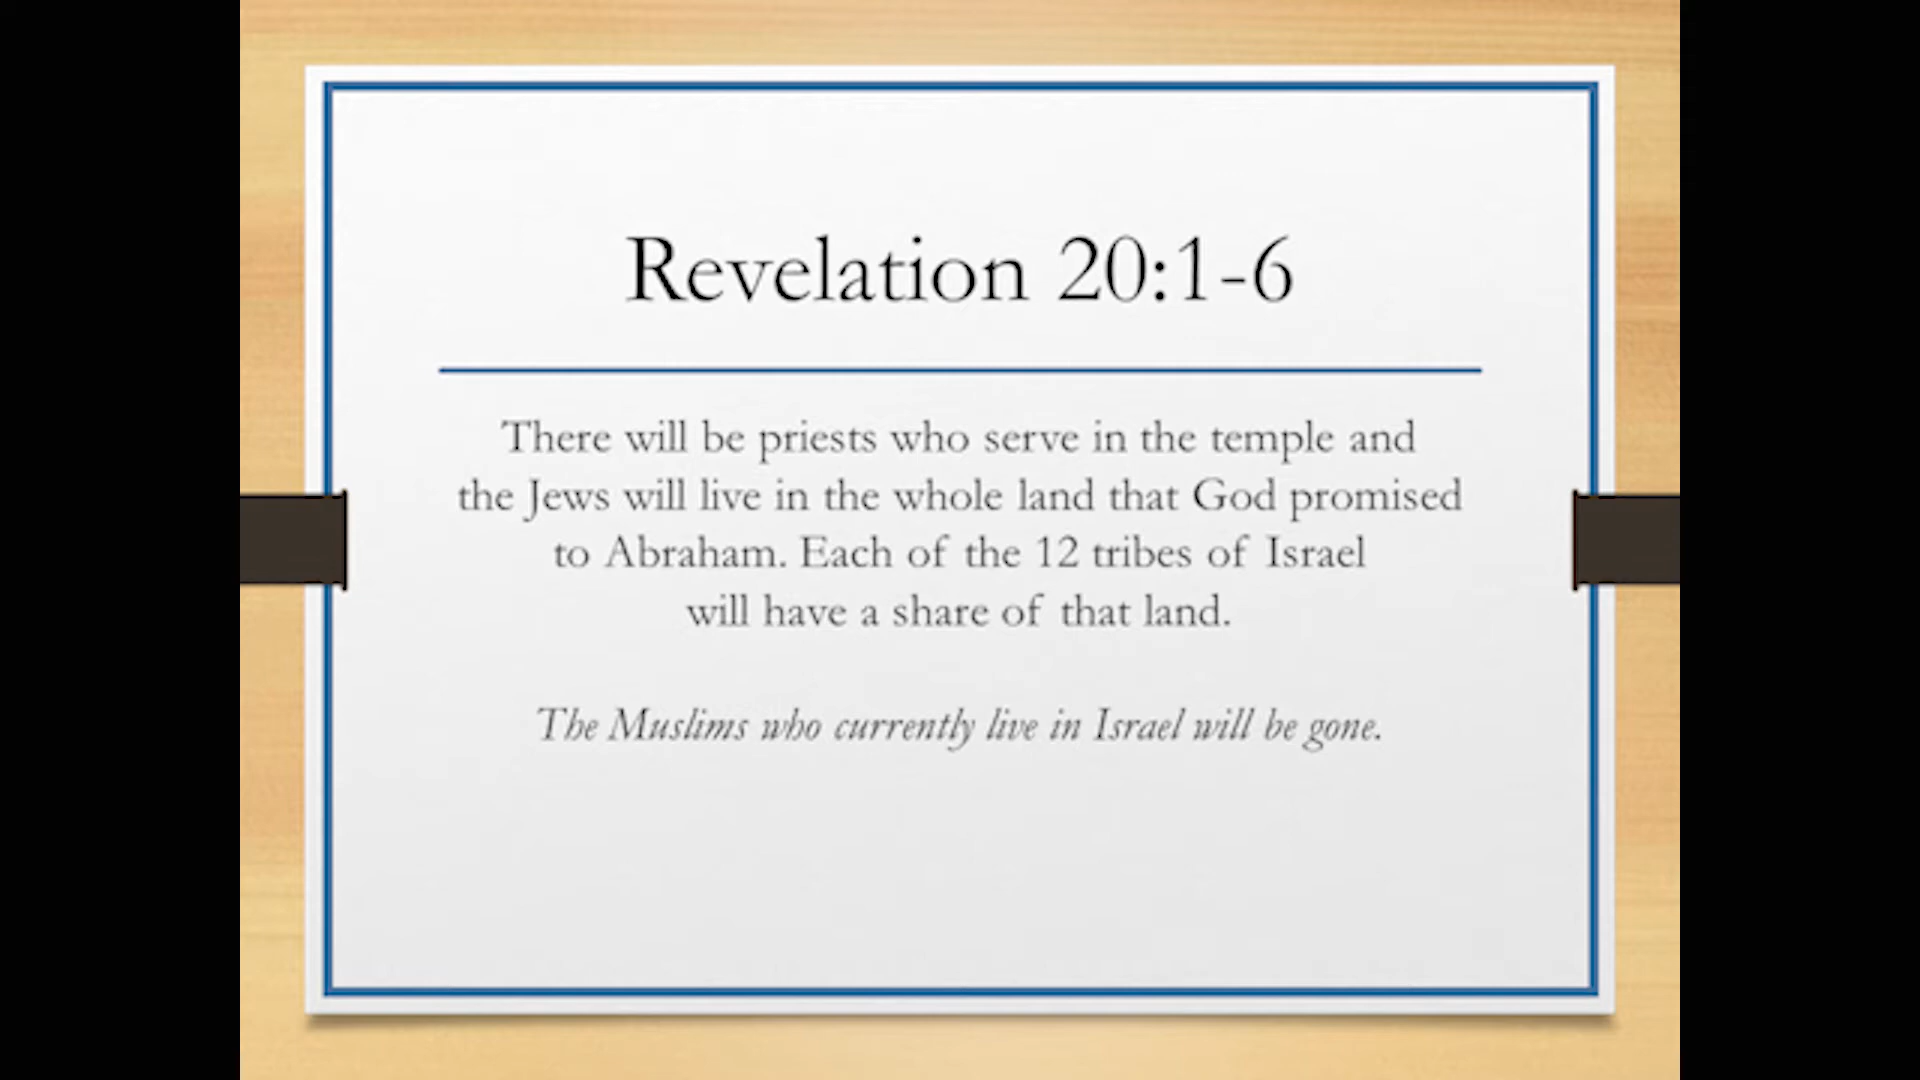 Revelation 20:1-6
There will be priests who serve in the temple and
the Jews will live in the whole land that God promised
to Abraham. Each of the 12 tribes of Israel
will have a share of that land.
The Muslims who currently live in Israel will be gone.